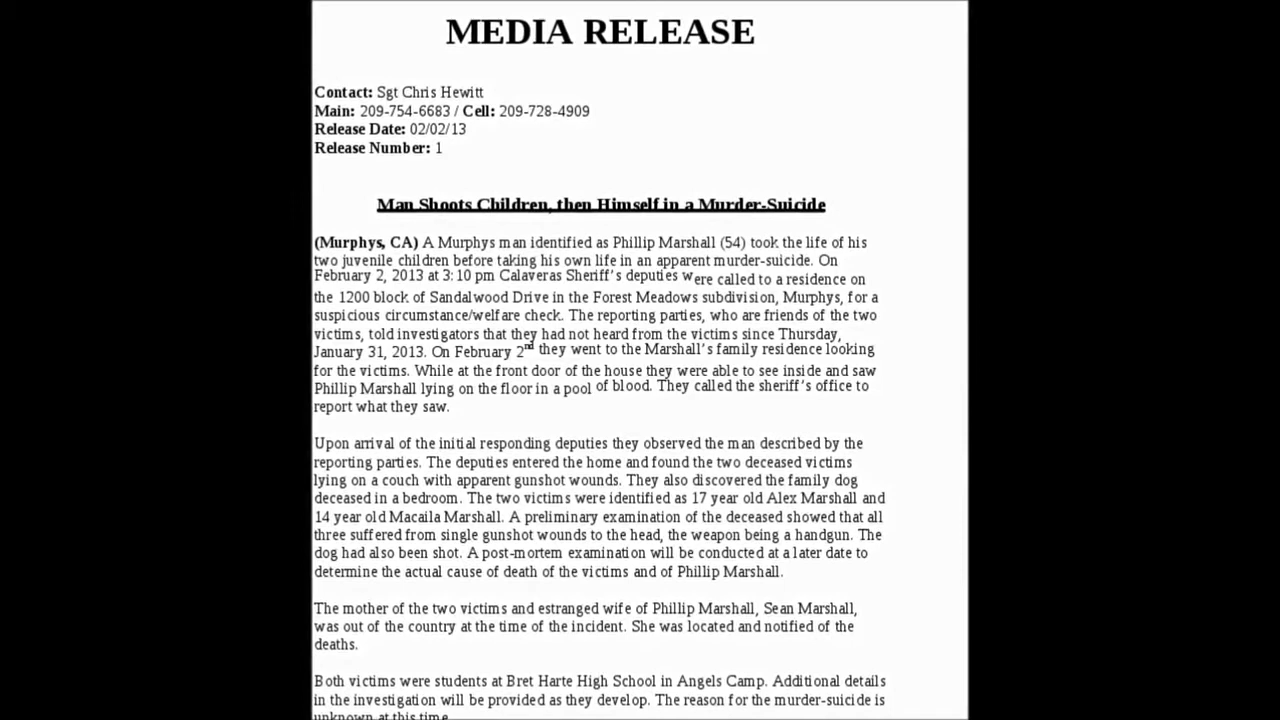 MEDIA RELEASE
Contact: Sgt Chris Hewitt
Main: 209-754-6683 / Cell: 209-728-4909
Release Date: 02/02/13
Release Number: 1
Man Shoots Children, then Himself in a Murder-Suicide
(Murphys, CA) A Murphys man identified as Phillip Marshall (54) took the life of his
two juvenile children before taking his own life in an apparent murder-suicide. On
February 2, 2013 at 3:10 pm Calaveras Sheriff's deputies were called to a residence on
the 1200 block of Sandalwood Drive in the Forest Meadows subdivision, Murphys, for a
suspicious circumstance/welfare check. The reporting parties, who are friends of the two
victims, told investigators that they had not heard from the victims since Thursday,
January 31, 2013. On February 2nd they went to the Marshall's family residence looking
for the victims. While at the front door of the house they were able to see inside and saw
Phillip Marshall lying on the floor in a pool of blood. They called the sheriff's office to
report what they saw.
Upon arrival of the initial responding deputies they observed the man described by the
reporting parties. The deputies entered the home and found the two deceased victims
lying on a couch with apparent gunshot wounds. They also discovered the family dog
deceased in a bedroom. The two victims were identified as 17 year old Alex Marshall and
14 year old Macaila Marshall. A preliminary examination of the deceased showed that all
three suffered from single gunshot wounds to the head, the weapon being a handgun. The
dog had also been shot. A post-mortem examination will be conducted at a later date to
determine the actual cause of death of the victims and of Phillip Marshall.
The mother of the two victims and estranged wife of Phillip Marshall, Sean Marshall,
was out of the country at the time of the incident. She was located and notified of the
deaths.
Both victims were students at Bret Harte High School in Angels Camp. Additional details
in the investigation will be provided as they develop. The reason for the murder-suicide is
unknown at this time.